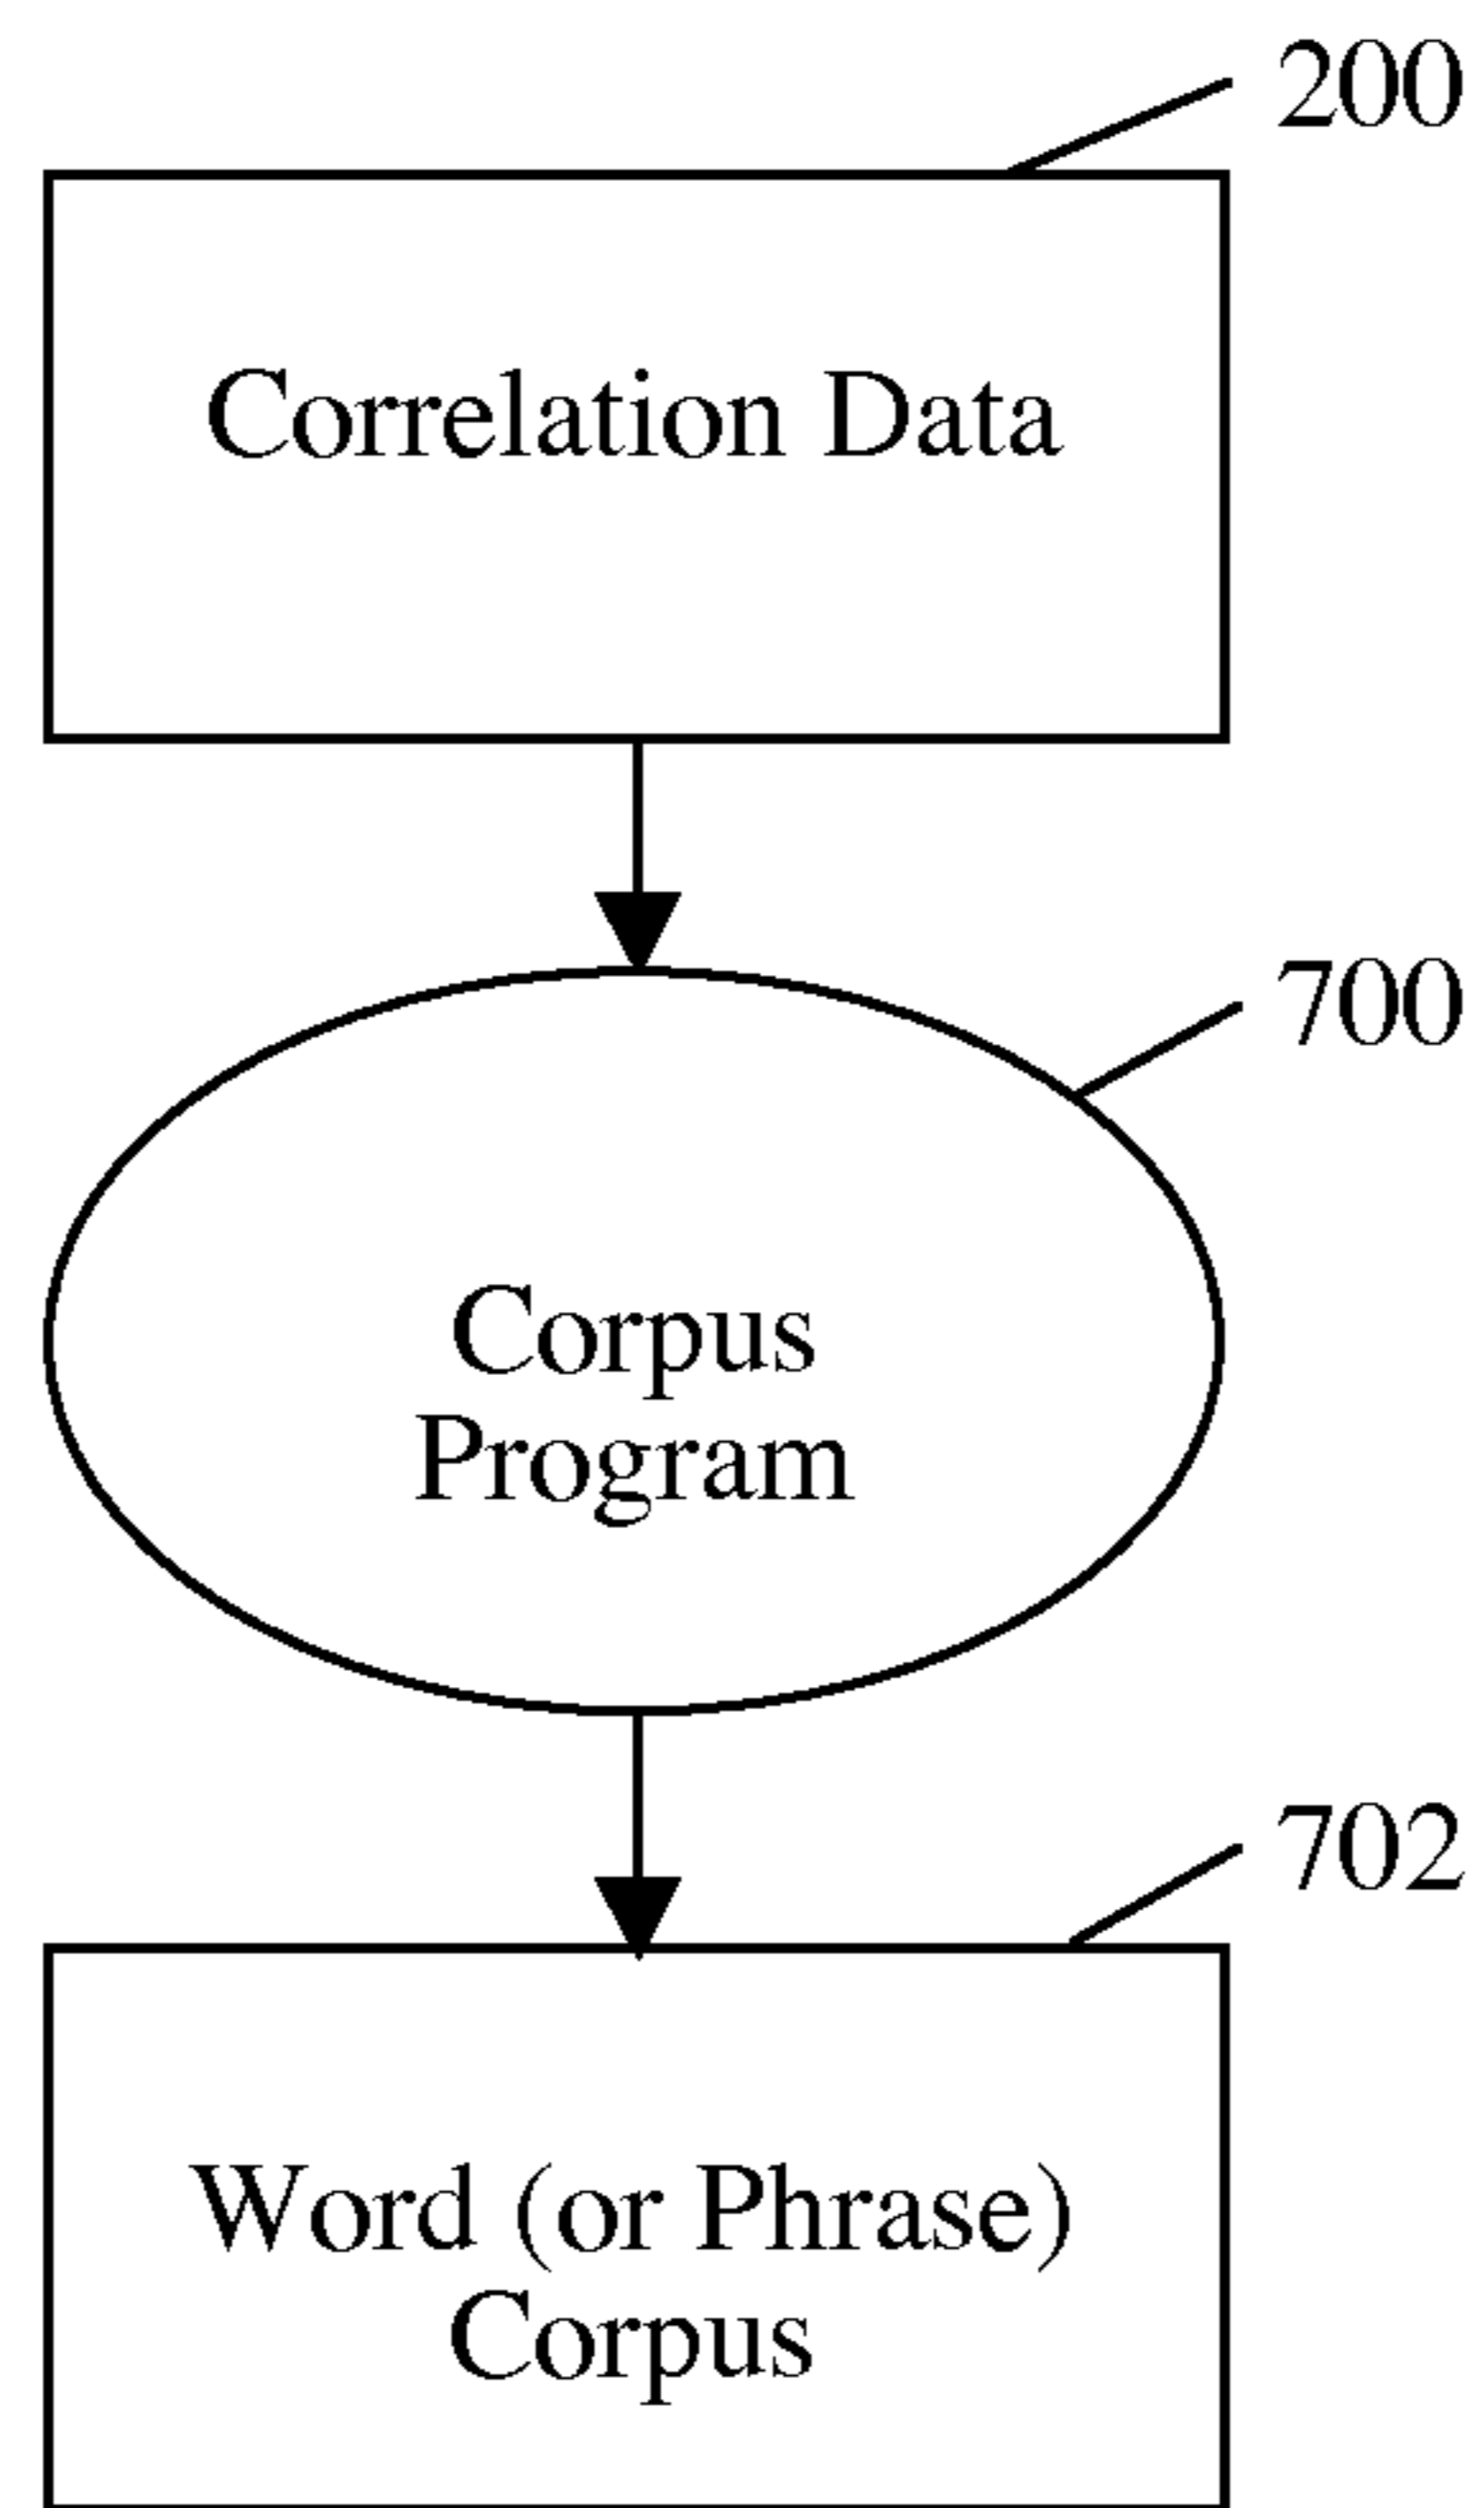 200
Correlation Data
700
Corpus
Program
702
Word (or Phrase)
Corpus